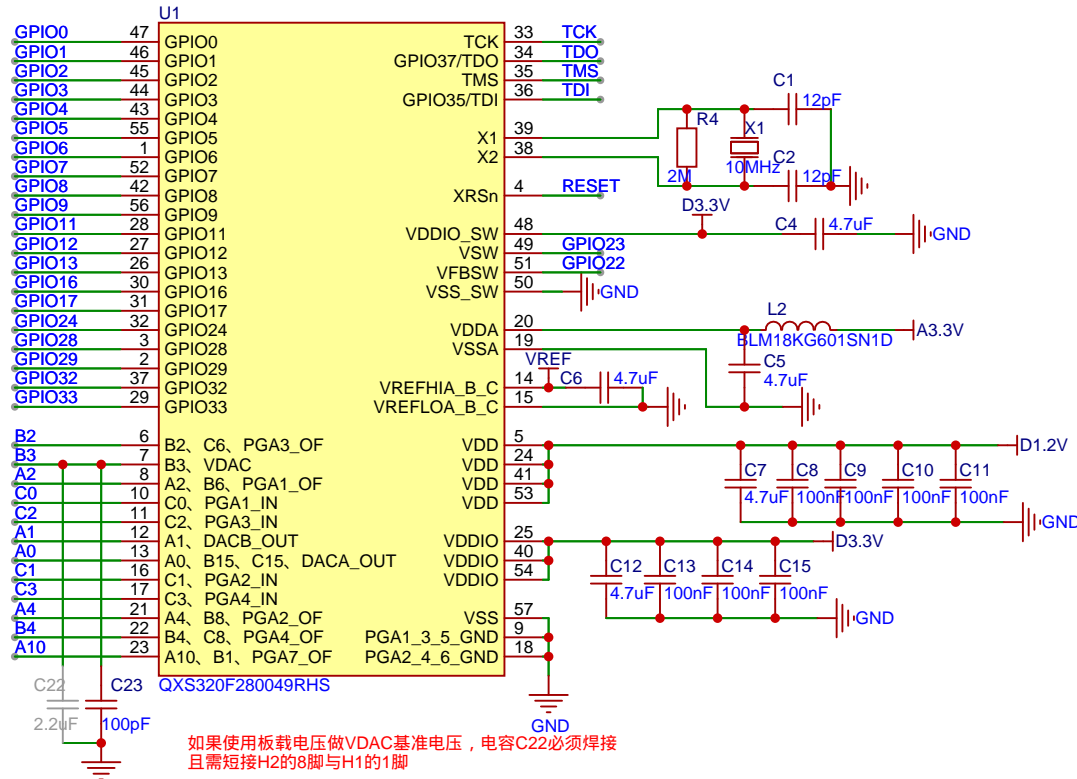 U1
GPIO0 47 GPIO0
GPIO1 46 GPIO1
GPIO2 45 GPIO2
GPIO3 44 GPIO3
GPIO4 43 GPIO4
GPIO5 55 GPIO5
GPIO6 1 GPIO6
GPIO7 52 GPIO7
GPIO8 42 GPIO8
GPIO9 56 GPIO9
GPIO11 28 GPIO11
GPIO12 27 GPIO12
GPIO13 26 GPIO13
GPIO16 30 GPIO16
GPIO17 31 GPIO17
GPIO24 32 GPIO24
GPIO28 3 GPIO28
GPIO29 2 GPIO29
GPIO32 37 GPIO32
GPIO33 29 GPIO33
B2 6 B2、C6、PGA3_OF
B3 7 B3、VDAC
A2 8 A2、B6、PGA1_OF
C0 10 C0、PGA1_IN
C2 11 C2、PGA3_IN
A1 12 A1、DACB_OUT
A0 13 A0、B15、C15、DACA_OUT
C1 16 C1、PGA2_IN
C3 17 C3、PGA4_IN
A4 21 A4、B8、PGA2_OF
B4 22 B4、C8、PGA4_OF
A10 23 A10、B1、PGA7_OF
TCK 33 TCK
GPIO37/TDO 34 TDO
TMS 35 TMS
GPIO35/TDI 36 TDI
X1 39
X2 38
XRSn 4 RESET
VDDIO_SW 48
VSW 49 GPIO23
VFBSW 51 GPIO22
VSS_SW 50 GND
VDDA 20
VSSA 19
VREFHIA_B_C 14
VREFLOA_B_C 15
VDD 5
VDD 24
VDD 41
VDD 53
VDDIO 25
VDDIO 40
VDDIO 54
VSS 57
PGA1_3_5_GND 9
PGA2_4_6_GND 18
GND
C1
12pF
R4
2M
X1
10MHz
C2
12pF
D3.3V
C4 4.7uF
GND
L2
BLM18KG601SN1D
A3.3V
C5
4.7uF
VREF
C6 4.7uF
D1.2V
C7 C8 C9 C10 C11
4.7uF 100nF 100nF 100nF 100nF
GND
D3.3V
C12 C13 C14 C15
4.7uF 100nF 100nF 100nF
GND
QXS320F280049RHS
C22 C23
2.2uF 100pF
如果使用板载电压做VDAC基准电压，电容C22必须焊接
且需短接H2的8脚与H1的1脚